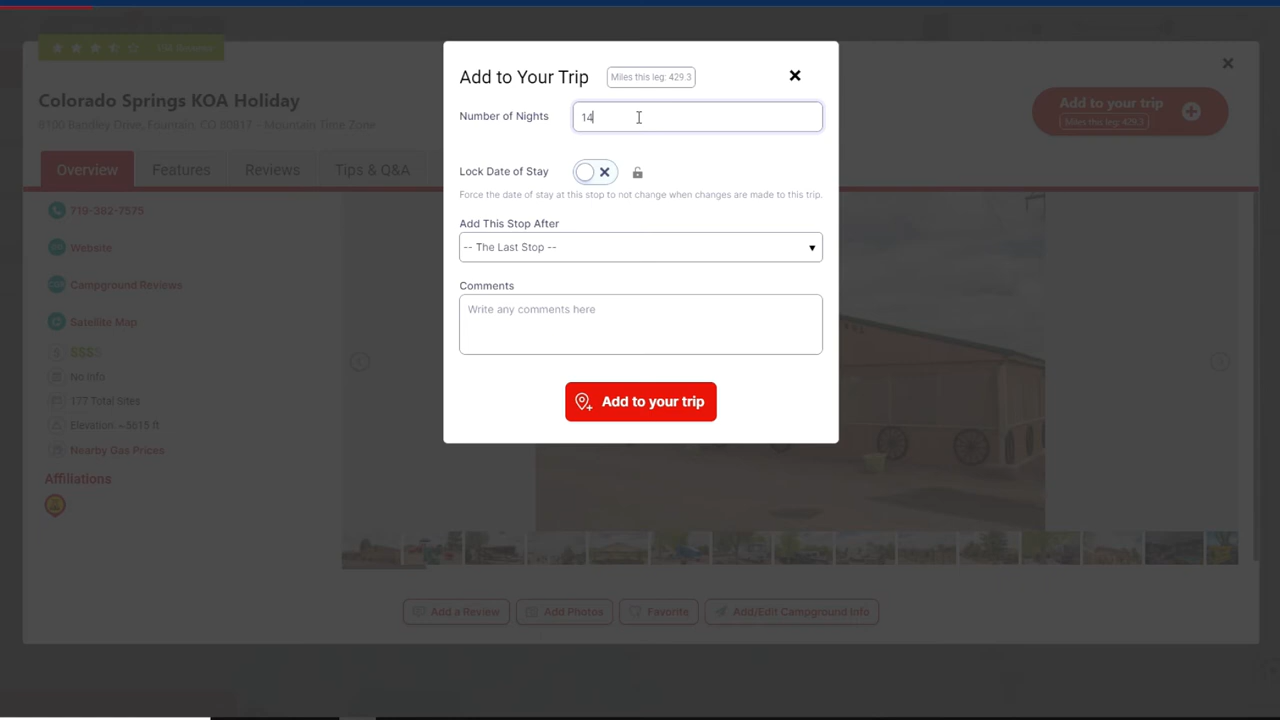 Add to Your Trip
Miles this leg: 429.3
Number of Nights
14
Lock Date of Stay
Force the date of stay at this stop to not change when changes are made to this trip.
Add This Stop After
-- The Last Stop --
Comments
Write any comments here
Add to your trip
Colorado Springs KOA Holiday
8100 Bandley Drive, Fountain, CO 80817 - Mountain Time Zone
Add to your trip
Miles this leg: 429.3
Overview
Features
Reviews
Tips & Q&A
719-382-7575
Website
Campground Reviews
Satellite Map
$ $$$$
No Info
177 Total Sites
Elevation: ~5615 ft
Nearby Gas Prices
Affiliations
Add a Review
Add Photos
Favorite
Add/Edit Campground Info